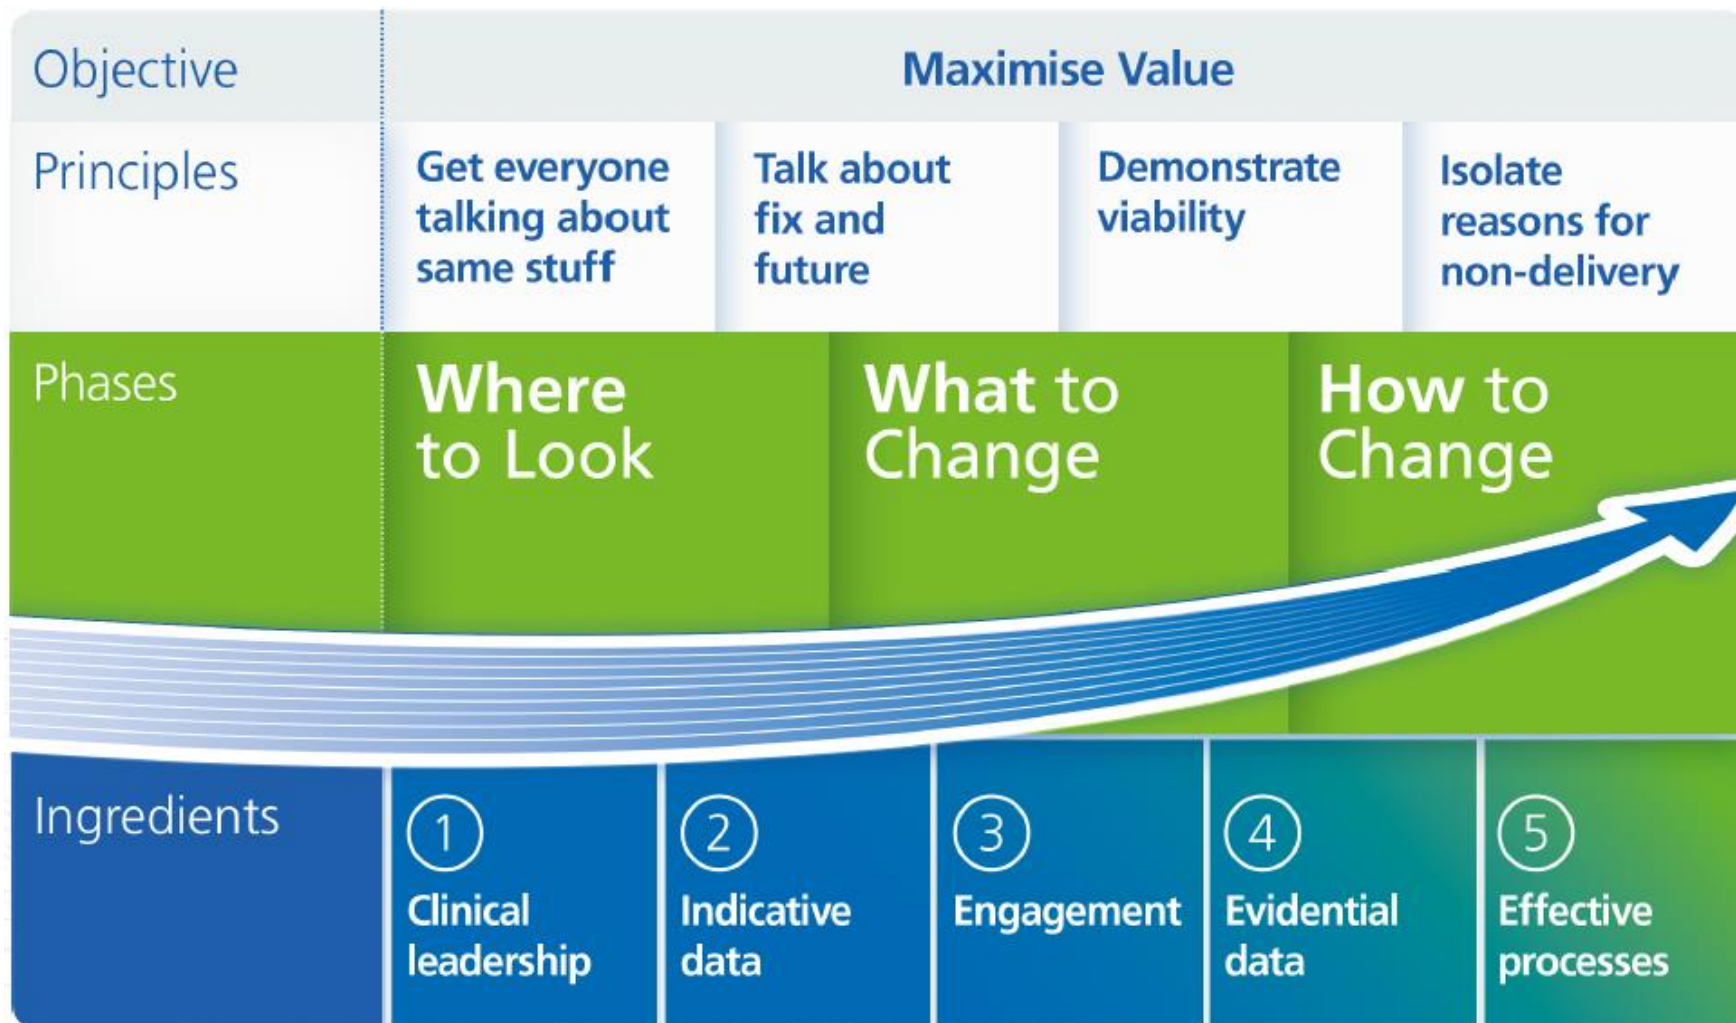 Objective
Maximise Value
Principles
Get everyone
talking about
same stuff
Talk about
fix and
future
Demonstrate
viability
Isolate
reasons for
non-delivery
Phases
Where
to Look
What to
Change
How to
Change
Ingredients
1
Clinical
leadership
2
Indicative
data
3
Engagement
4
Evidential
data
5
Effective
processes